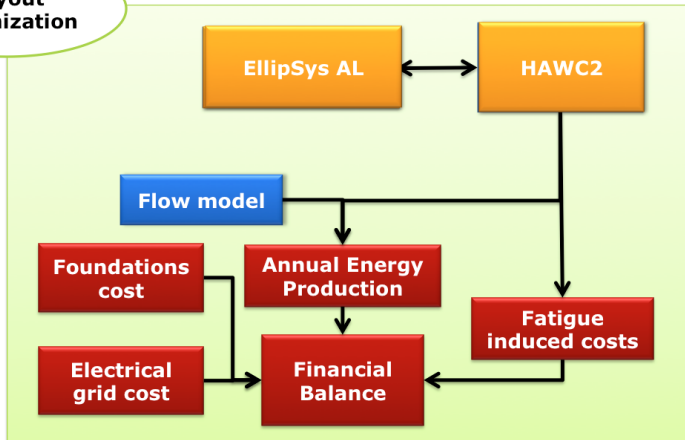 EllipSys AL
HAWC2
Flow model
Foundations
cost
Annual Energy
Production
Fatigue
induced costs
Electrical
grid cost
Financial
Balance